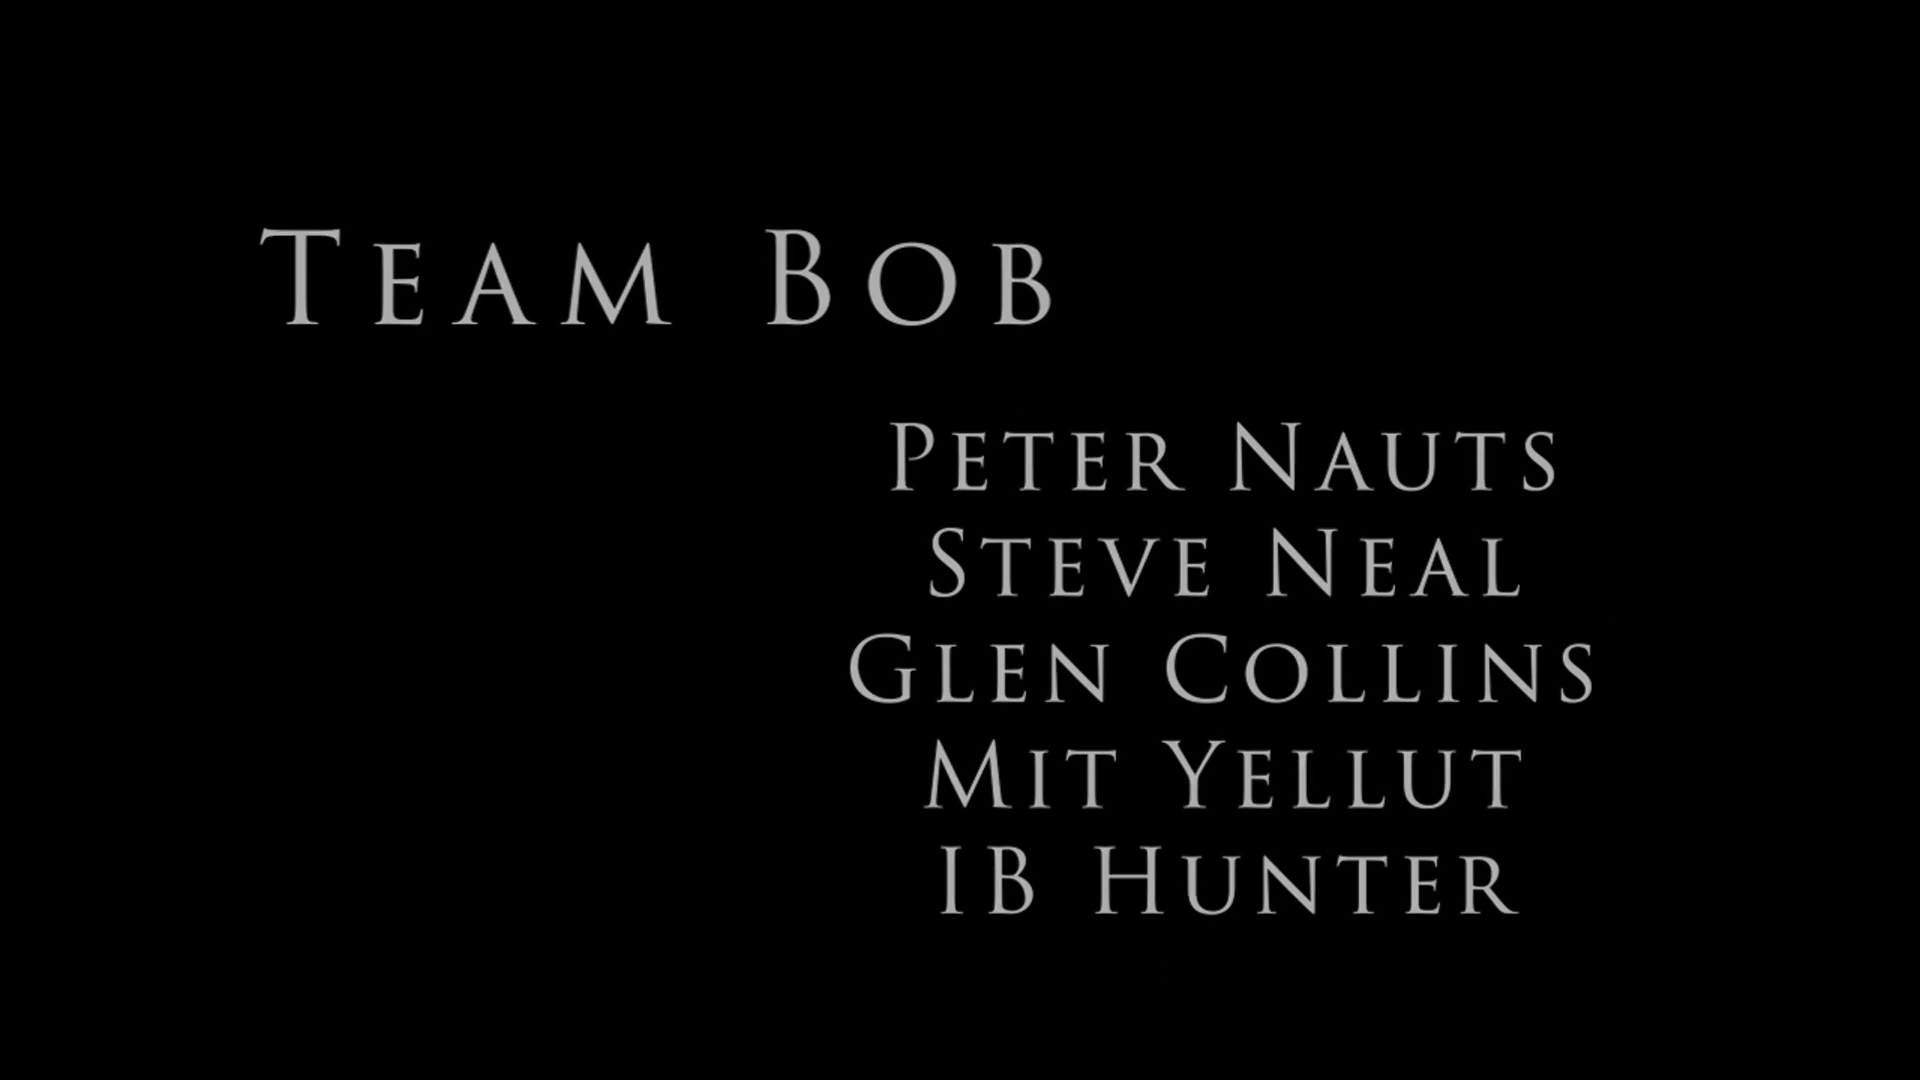 Team Bob
Peter Nauts
Steve Neal
Glen Collins
Mit Yellut
IB Hunter